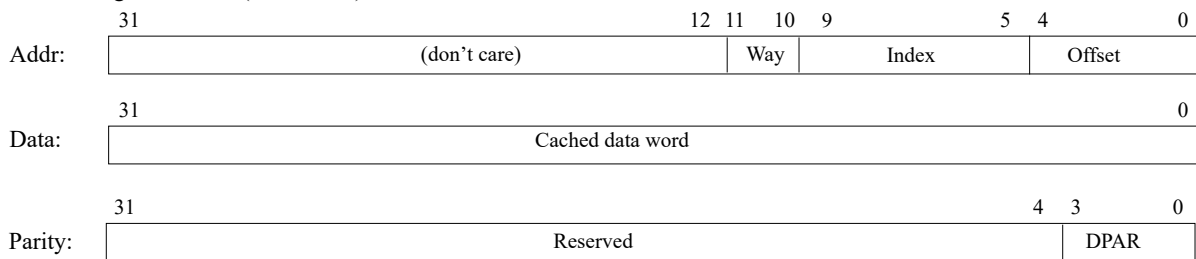 31 12 11 10 9 5 4 0
Addr: (don't care) Way Index Offset
31 0
Data: Cached data word
31 4 3 0
Parity: Reserved DPAR